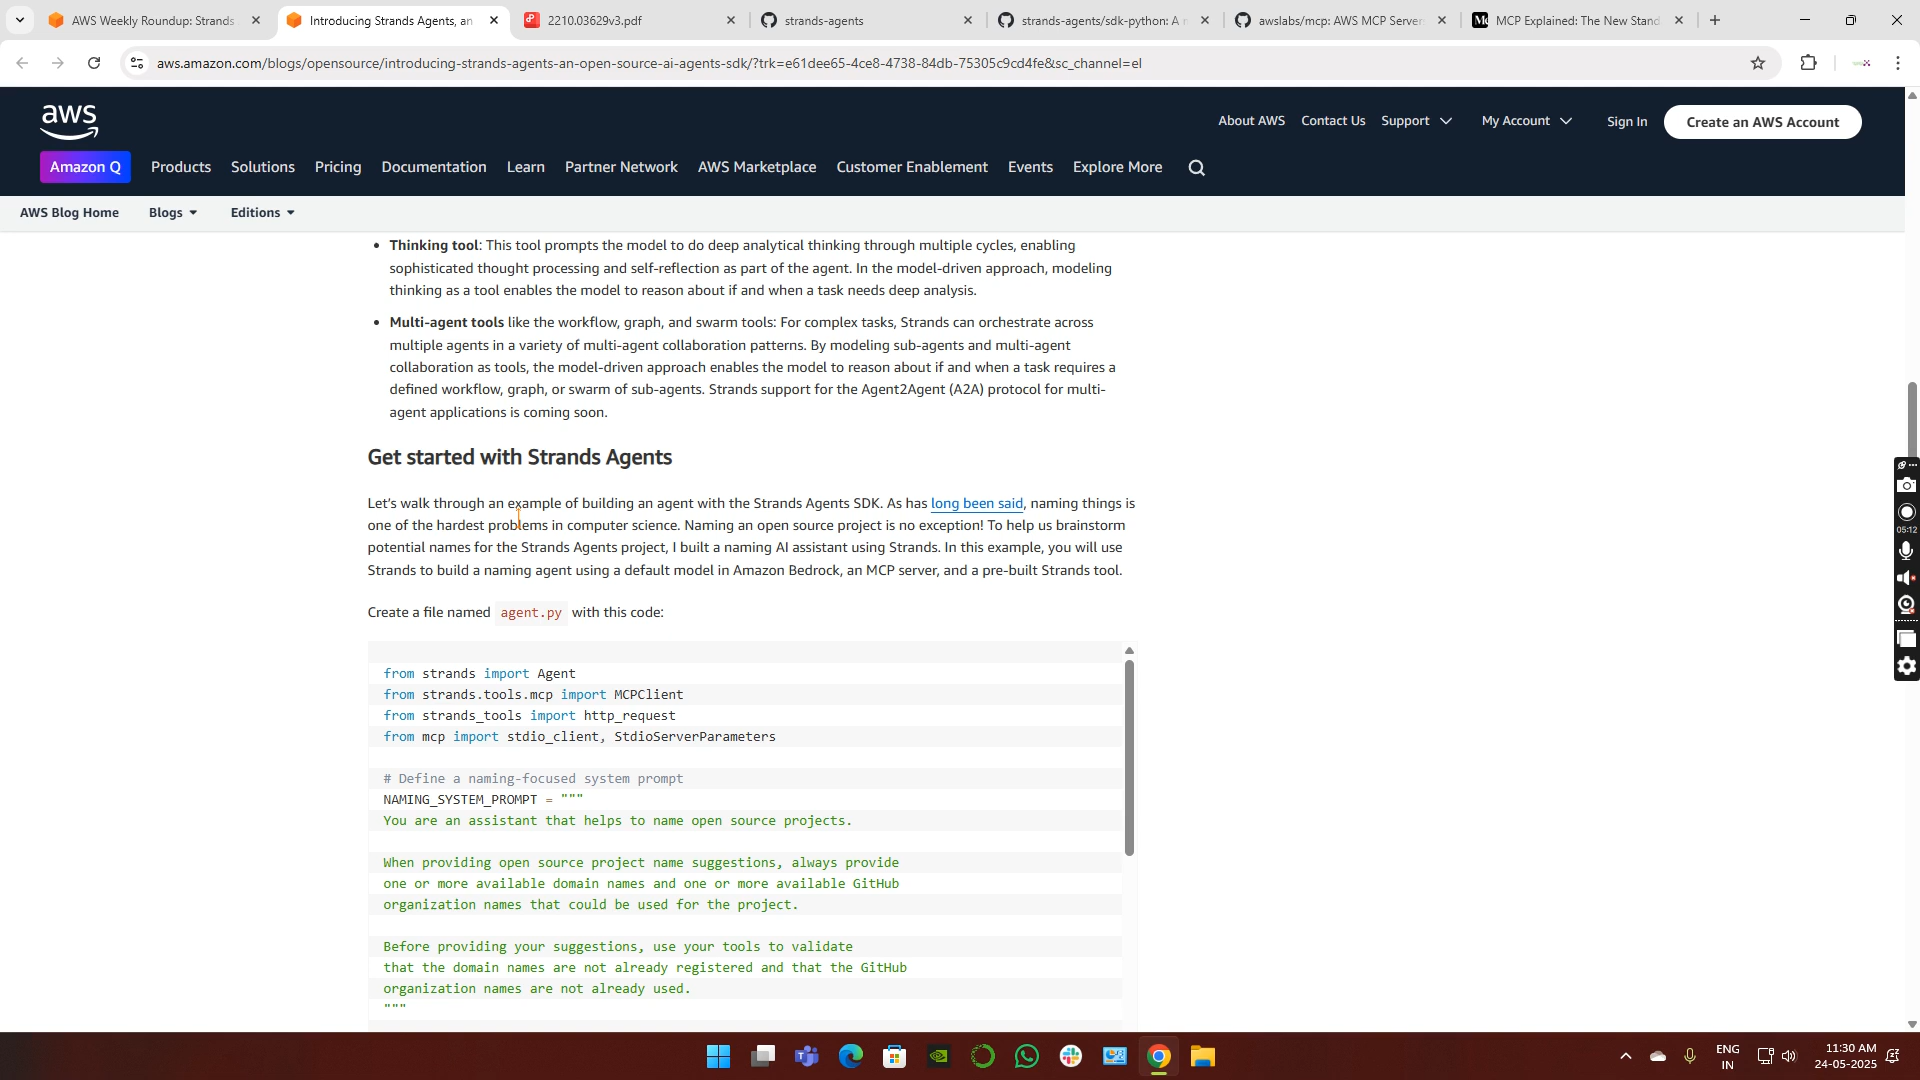 AWS Weekly Roundup: Strands
Introducing Strands Agents, an
2210.03629v3.pdf
strands-agents
strands-agents/sdk-python: A m
awslabs/mcp: AWS MCP Servers
MCP Explained: The New Stand
aws.amazon.com/blogs/opensource/introducing-strands-agents-an-open-source-ai-agents-sdk/?trk=e61dee65-4ce8-4738-84db-75305c9cd4fe&sc_channel=el
aws
About AWS Contact Us Support My Account Sign In Create an AWS Account
Amazon Q Products Solutions Pricing Documentation Learn Partner Network AWS Marketplace Customer Enablement Events Explore More
AWS Blog Home Blogs Editions
• Thinking tool: This tool prompts the model to do deep analytical thinking through multiple cycles, enabling
sophisticated thought processing and self-reflection as part of the agent. In the model-driven approach, modeling
thinking as a tool enables the model to reason about if and when a task needs deep analysis.
• Multi-agent tools like the workflow, graph, and swarm tools: For complex tasks, Strands can orchestrate across
multiple agents in a variety of multi-agent collaboration patterns. By modeling sub-agents and multi-agent
collaboration as tools, the model-driven approach enables the model to reason about if and when a task requires a
defined workflow, graph, or swarm of sub-agents. Strands support for the Agent2Agent (A2A) protocol for multi-
agent applications is coming soon.
Get started with Strands Agents
Let's walk through an example of building an agent with the Strands Agents SDK. As has long been said, naming things is
one of the hardest problems in computer science. Naming an open source project is no exception! To help us brainstorm
potential names for the Strands Agents project, I built a naming AI assistant using Strands. In this example, you will use
Strands to build a naming agent using a default model in Amazon Bedrock, an MCP server, and a pre-built Strands tool.
Create a file named agent.py with this code:
from strands import Agent
from strands.tools.mcp import MCPClient
from strands_tools import http_request
from mcp import stdio_client, StdioServerParameters
# Define a naming-focused system prompt
NAMING_SYSTEM_PROMPT = """
You are an assistant that helps to name open source projects.
When providing open source project name suggestions, always provide
one or more available domain names and one or more available GitHub
organization names that could be used for the project.
Before providing your suggestions, use your tools to validate
that the domain names are not already registered and that the GitHub
organization names are not already used.
"""
05:12
ENG
IN
11:30 AM
24-05-2025